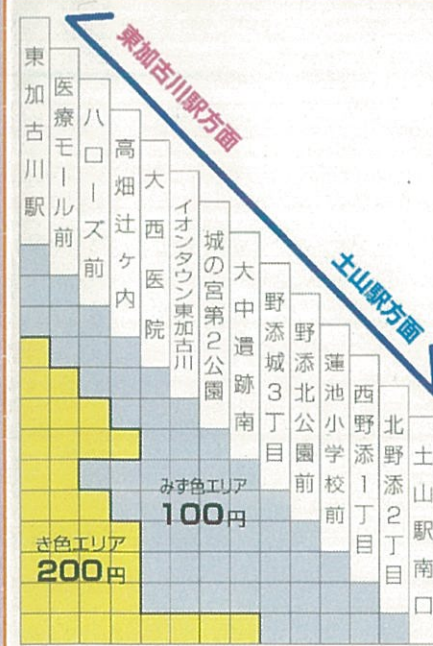 東加古川駅方面
土山駅方面
東加古川駅
医療モール前
ハローズ前
高畑辻ヶ内
大西医院
イオンタウン東加古川
城の宮第2公園
大中遺跡南
野添城3丁目
野添北公園前
蓮池小学校前
西野添1丁目
北野添2丁目
土山駅南口
みず色エリア
100円
き色エリア
200円